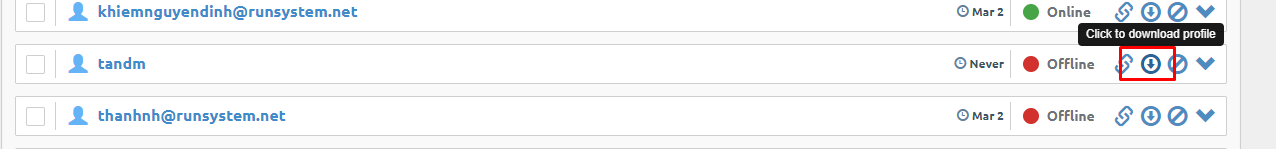 khiemnguyendinh@runsystem.net Mar 2 Online
Click to download profile
tandm Never Offline
thanhnh@runsystem.net Mar 2 Offline